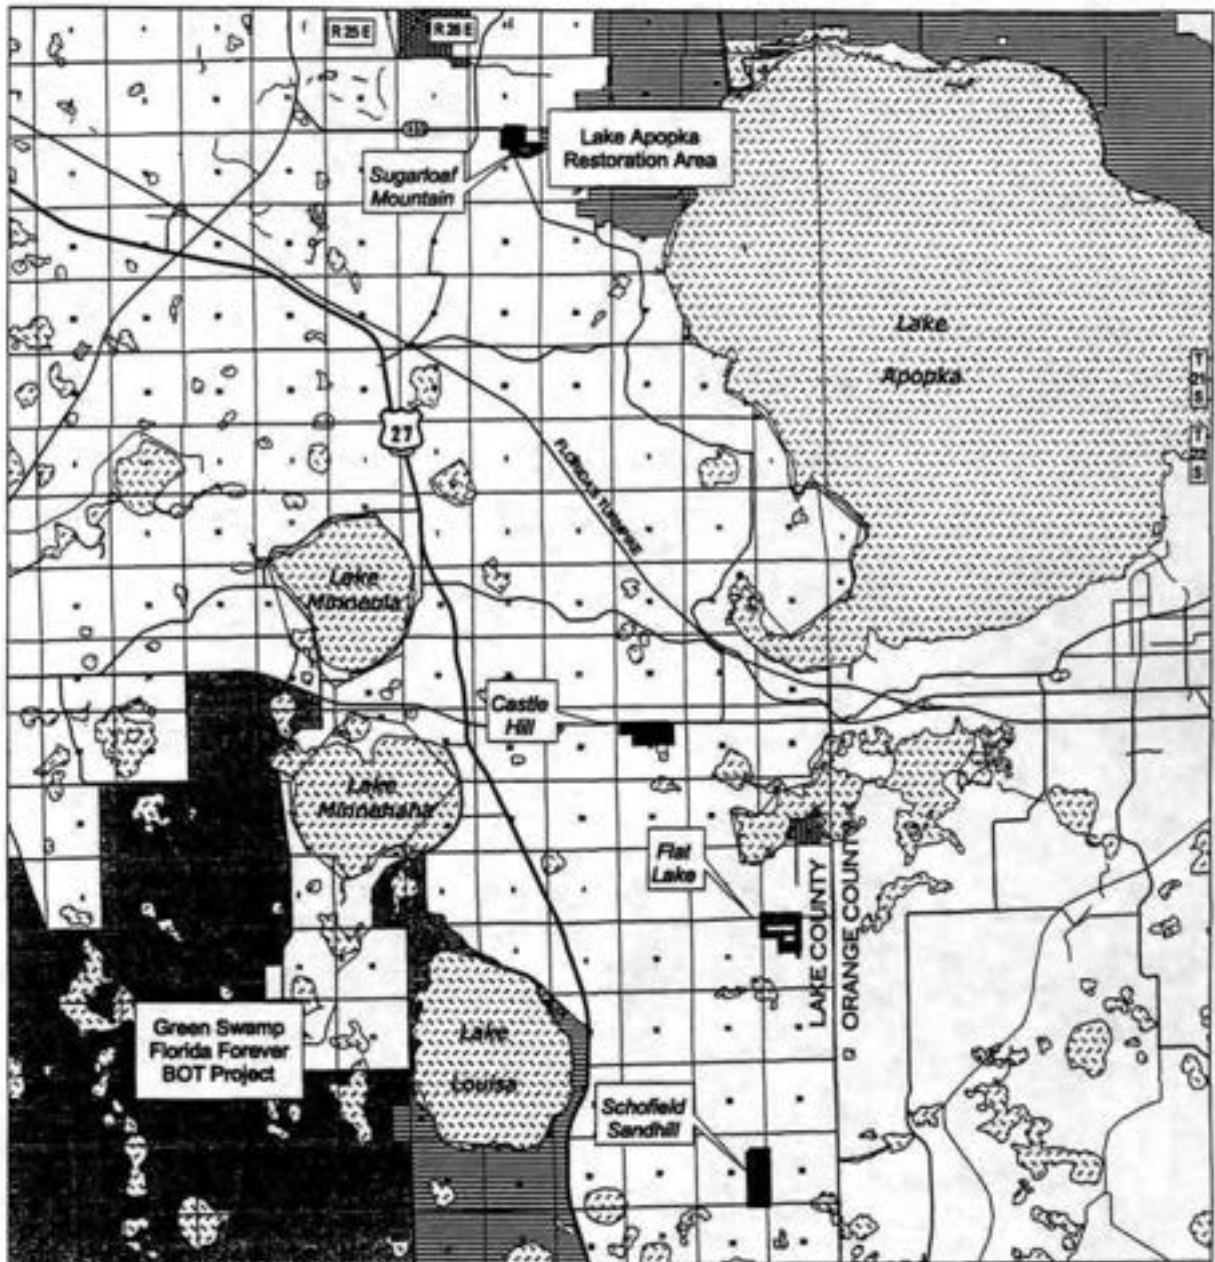 R 25 E
R 26 E
Lake Apopka
Restoration Area
Sugarloaf
Mountain
Lake
Apopka
T
21
S
T
22
S
27
FLORIDA'S TURNPIKE
Lake
Minneola
Castle
Hill
Lake
Minnehaha
Flat
Lake
LAKE COUNTY
ORANGE COUNTY
Green Swamp
Florida Forever
BOT Project
Lake
Louisa
Schofield
Sandhill